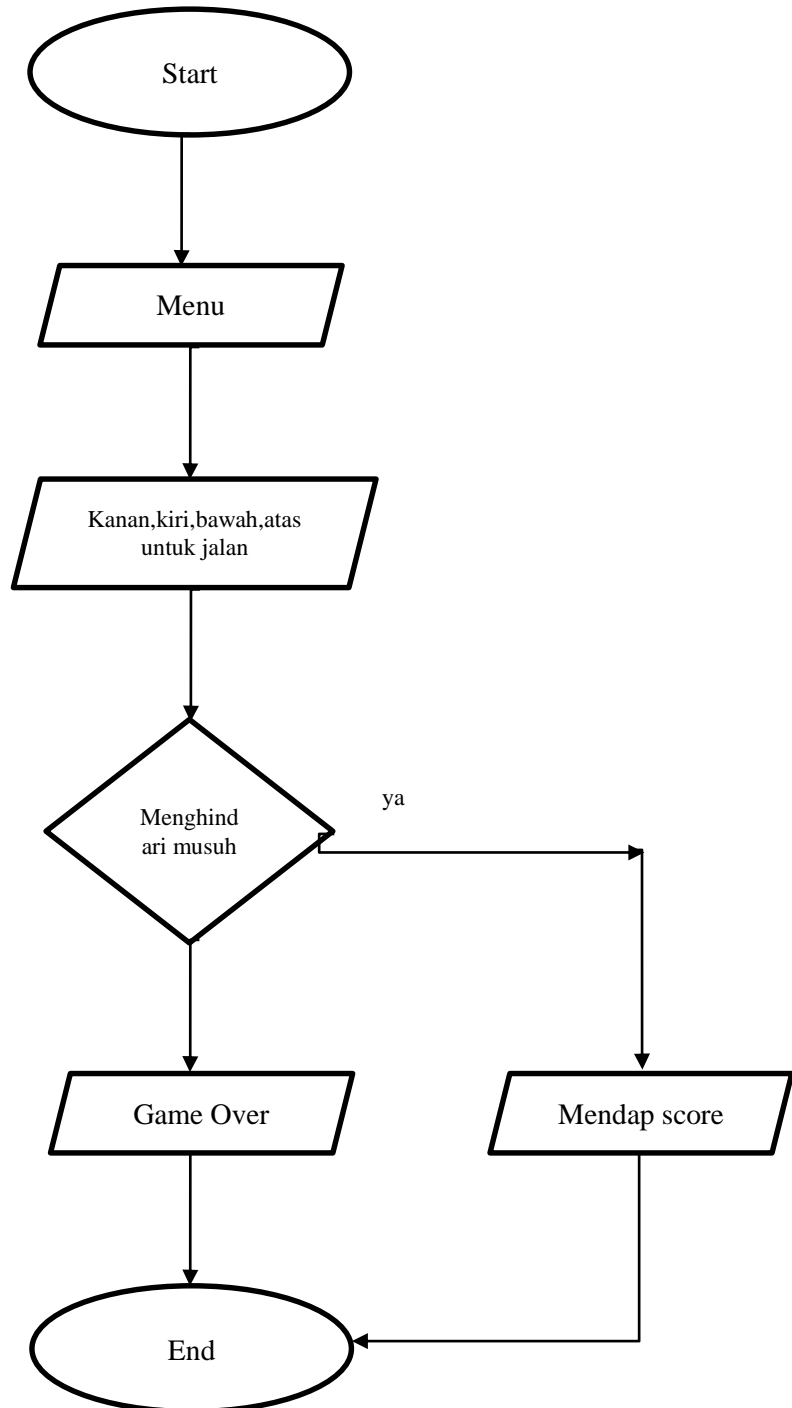 Start
Menu
Kanan,kiri,bawah,atas
untuk jalan
Menghind
ari musuh
ya
Game Over
Mendap score
End